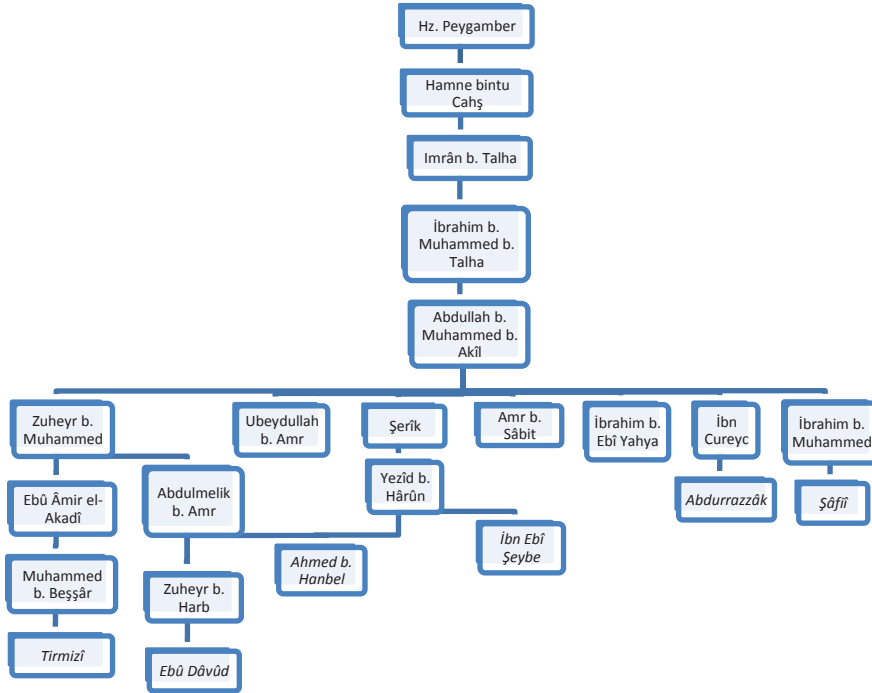 Hz. Peygamber
Hamne bintu
Cahş
Imrân b. Talha
İbrahim b.
Muhammed b.
Talha
Abdullah b.
Muhammed b.
Akîl
Zuheyr b.
Muhammed
Ubeydullah
b. Amr
Şerîk
Amr b.
Sâbit
İbrahim b.
Ebî Yahya
İbn
Cureyc
İbrahim b.
Muhammed
Ebû Âmir el-
Akadî
Abdulmelik
b. Amr
Yezîd b.
Hârûn
Abdurrazzâk
Şâfiî
Muhammed
b. Beşşâr
Zuheyr b.
Harb
Ahmed b.
Hanbel
İbn Ebî
Şeybe
Tirmizî
Ebû Dâvûd